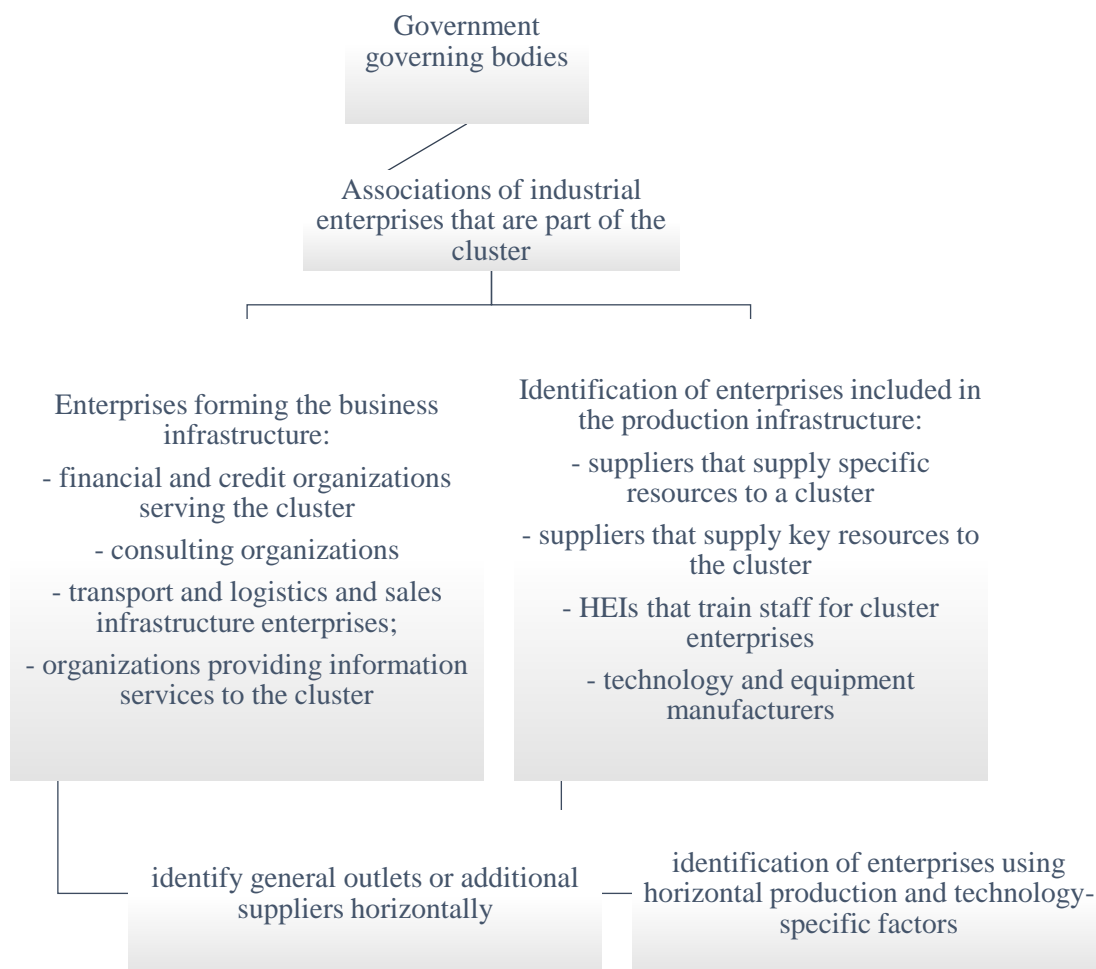 Government
governing bodies
Associations of industrial
enterprises that are part of the
cluster
Enterprises forming the business
infrastructure:
- financial and credit organizations
serving the cluster
- consulting organizations
- transport and logistics and sales
infrastructure enterprises;
- organizations providing information
services to the cluster
Identification of enterprises included in
the production infrastructure:
- suppliers that supply specific
resources to a cluster
- suppliers that supply key resources to
the cluster
- HEIs that train staff for cluster
enterprises
- technology and equipment
manufacturers
identify general outlets or additional
suppliers horizontally
identification of enterprises using
horizontal production and technology-
specific factors